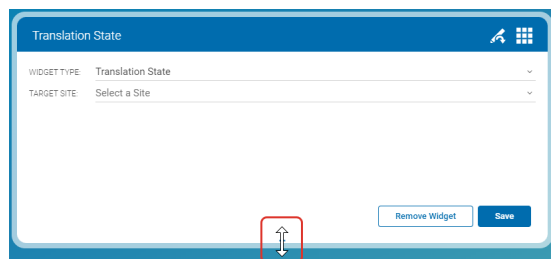 Translation State
WIDGET TYPE: Translation State
TARGET SITE: Select a Site
Remove Widget Save